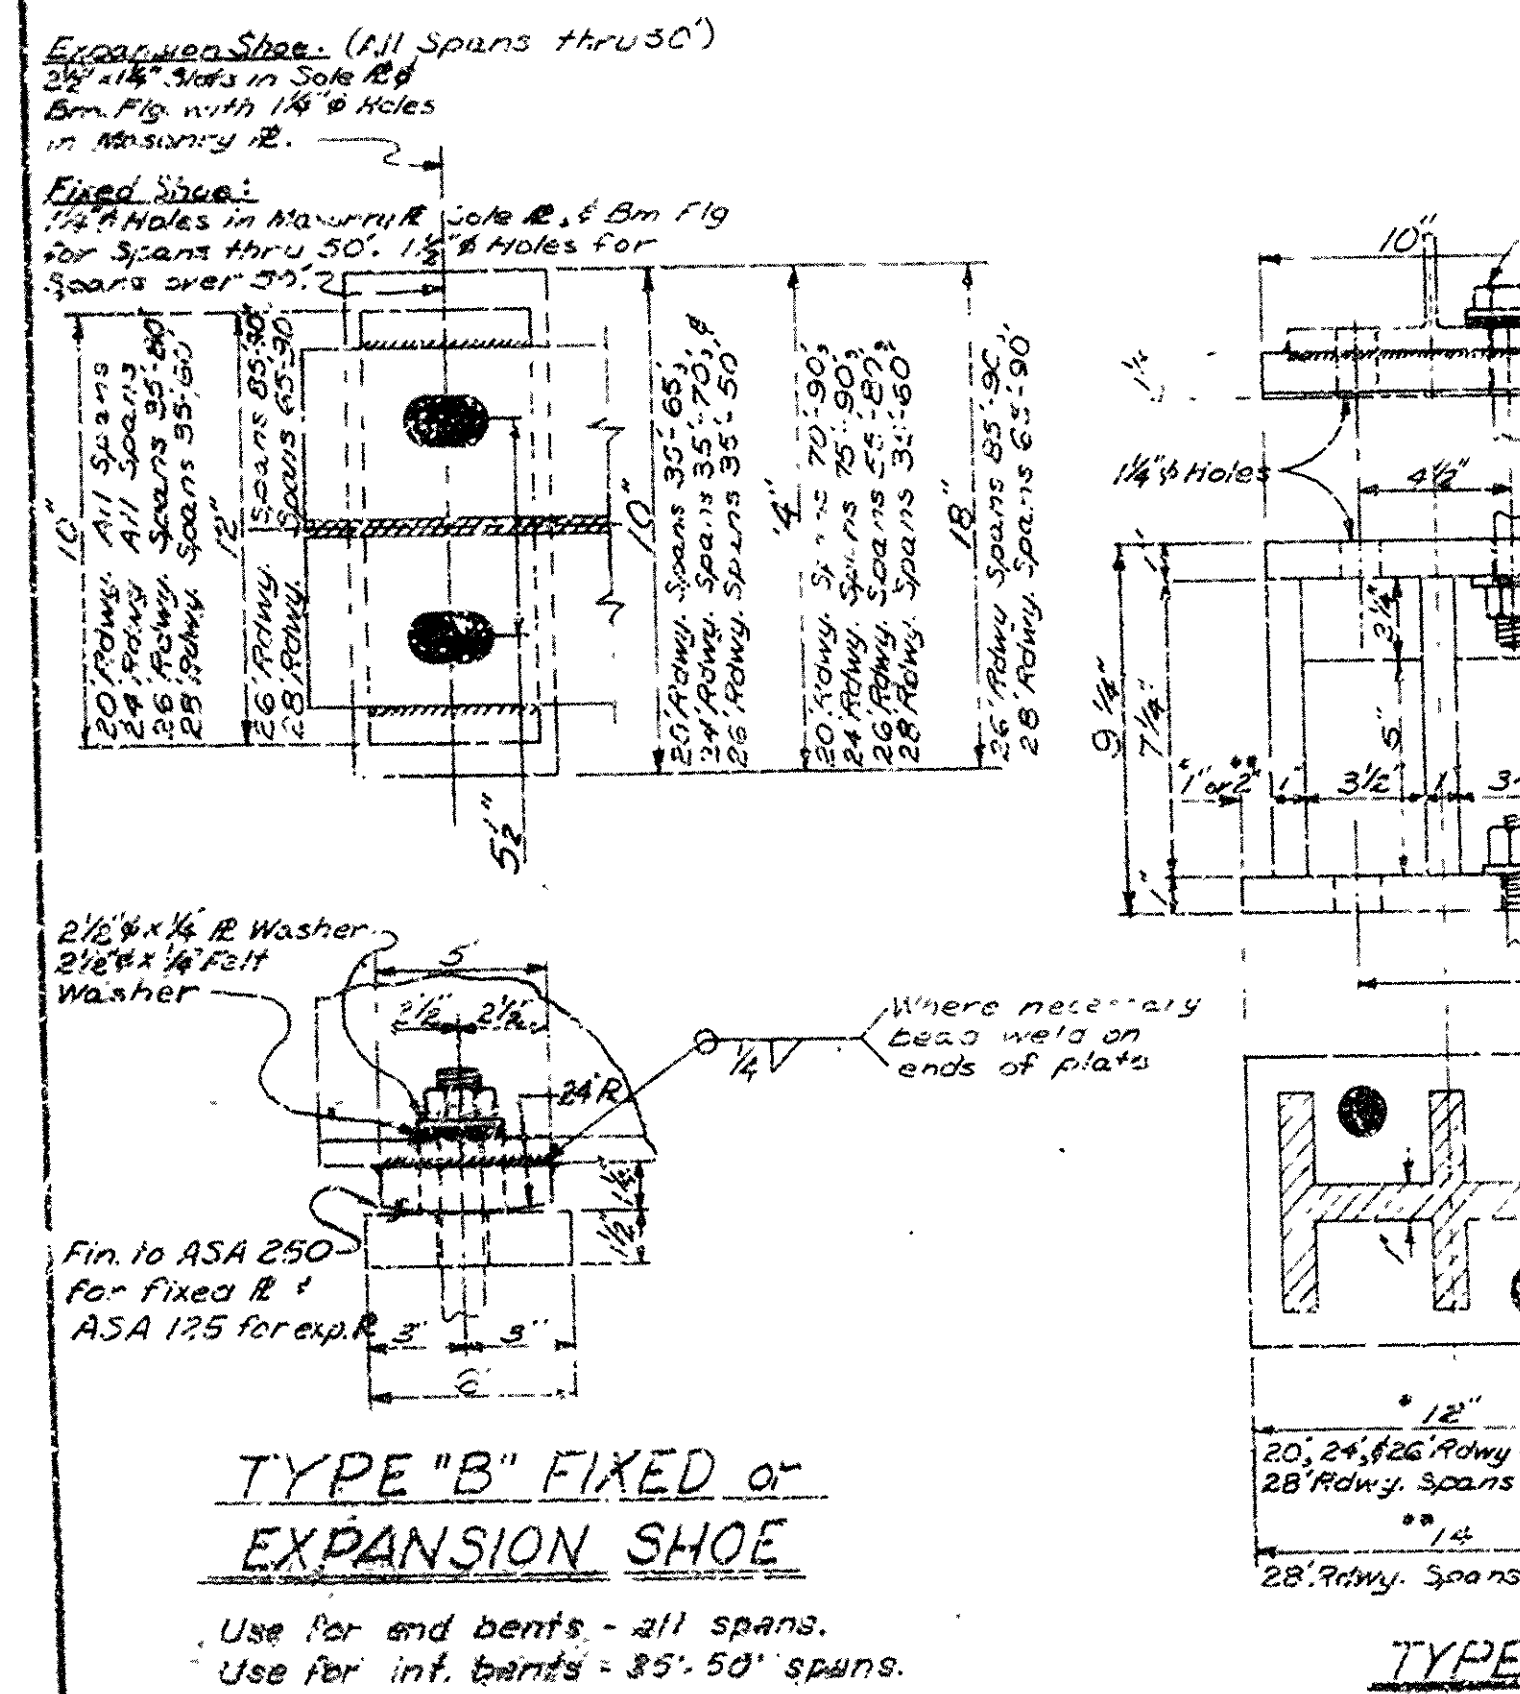 Expansion Shoe. (All Spans thru 50')
2½" x 1¼" Slots in Sole ℙ &
Bm. Flg. with 1¼" ⌀ Holes
in Masonry ℙ.
Fixed Shoe:
1¼" ⌀ Holes in Masonry ℙ Sole ℙ, & Bm Flg
for Spans thru 50'. 1½" ⌀ Holes for
Spans over 50'.
10"
20' Rdwy. All Spans
24' Rdwy All Spans
26' Rdwy. Spans 35'-80'
28' Rdwy. Spans 35'-60'
12"
26' Rdwy. Spans 85'-90'
28' Rdwy. Spans 65'-90'
5½"
10"
20' Rdwy. Spans 35'-65',
24' Rdwy. Spans 35'-70', &
26' Rdwy. Spans 35'-50'
14"
20' Rdwy. Spans 70'-90',
24' Rdwy. Spans 75'-90',
26' Rdwy. Spans 55'-80',
28' Rdwy. Spans 35'-60'
18"
26' Rdwy Spans 85'-90',
28' Rdwy. Spans 65'-90'
10"
1¼"
1¼" ⌀ Holes
4½"
1"
3¼"
9¼"
7¼"
5"
* 1" or 2" **
1"
3½"
1"
1"
2½" ⌀ x ¼ ℙ Washer
2½" ⌀ x ¼" Felt
Washer
5"
2½" 2½"
24" R
¼
Where necessary
bead weld on
ends of plate
1¼"
1½"
Fin. to ASA 250
for fixed ℙ &
ASA 125 for exp. ℙ
3" 3"
6"
TYPE "B" FIXED or
EXPANSION SHOE
Use for end bents - all spans.
Use for int. bents - 35'-50' spans.
* 12"
20', 24', & 26' Rdwy
28' Rdwy. Spans
** 14
28' Rdwy. Spans
TYPE